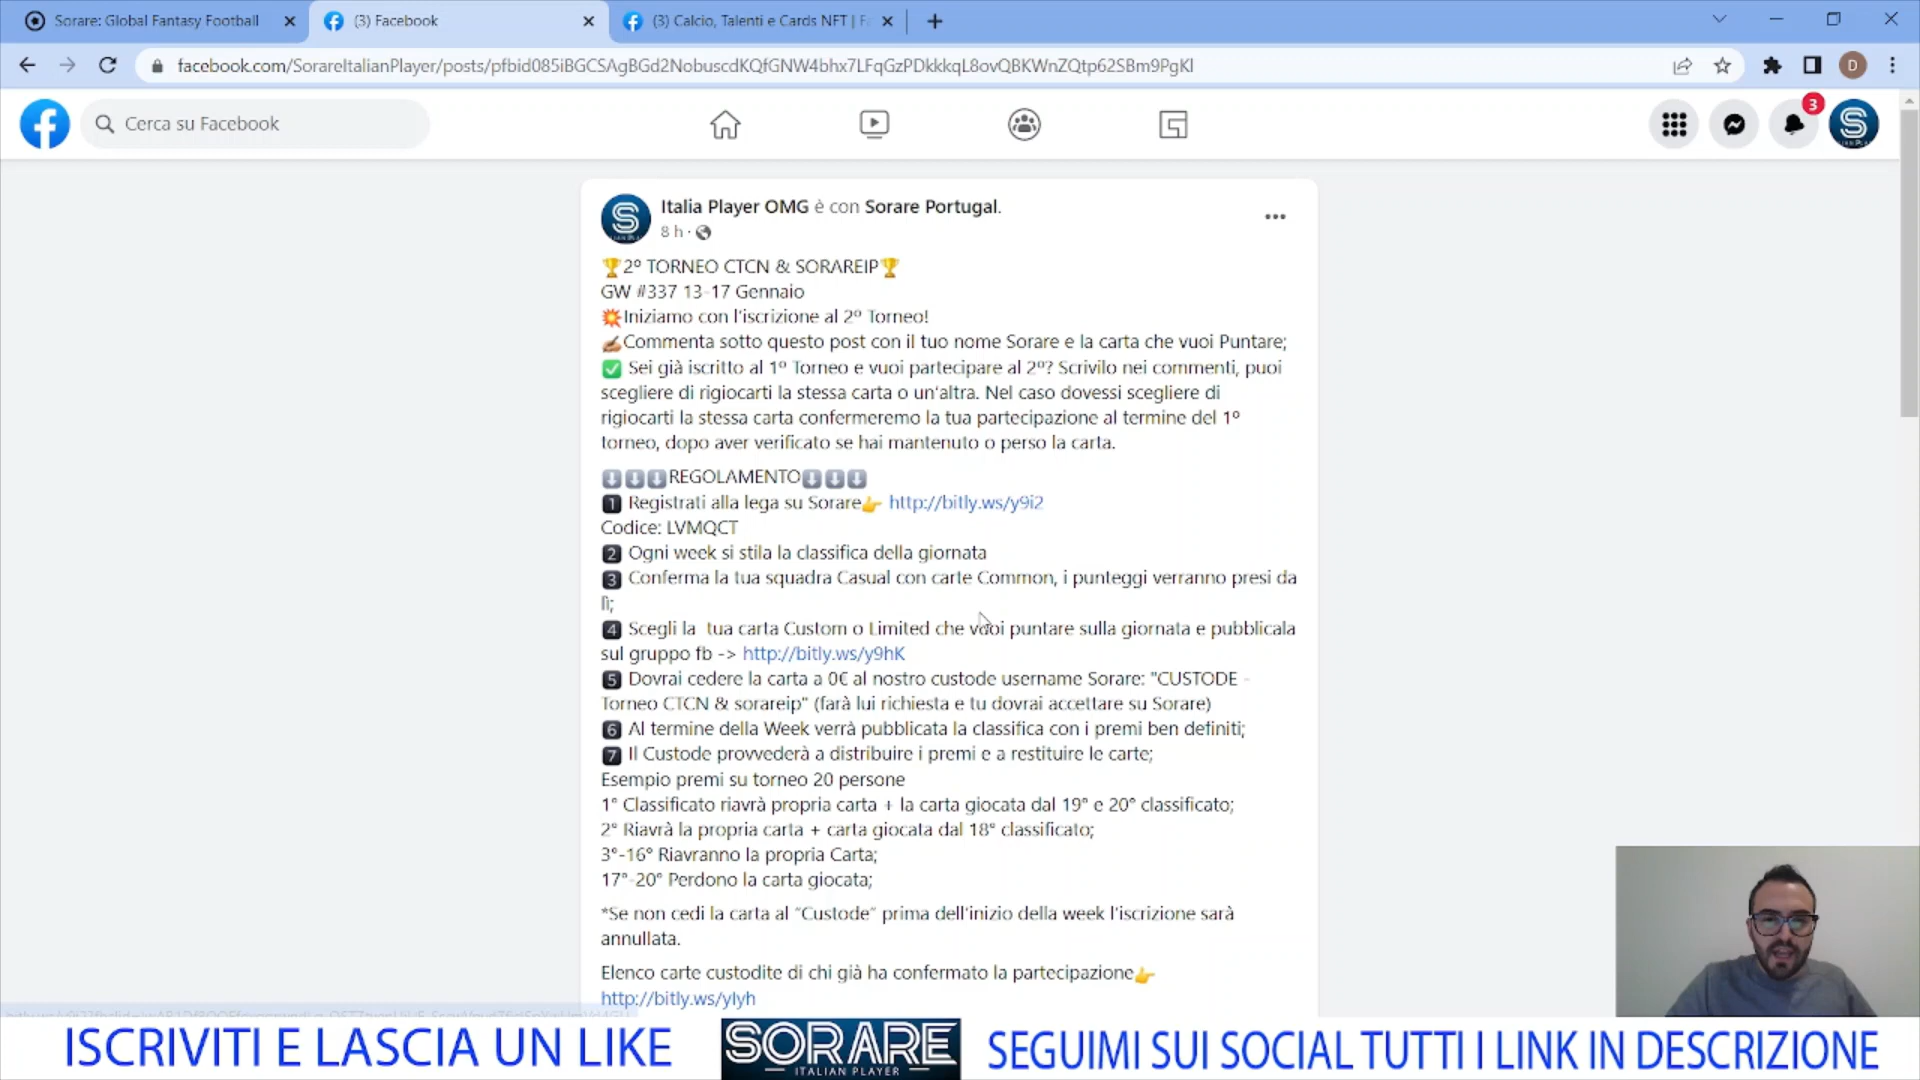 Sorare: Global Fantasy Football
(3) Facebook
(3) Calcio, Talenti e Cards NFT |
facebook.com/SorareItalianPlayer/posts/pfbid085iBGCSAgBGd2NobuscdKQfGNW4bhx7LFqGzPDkkkqL8ovQBKWnZQtp62SBm9PgKl
D
Cerca su Facebook
3
Italia Player OMG è con Sorare Portugal.
8 h ·
🏆2º TORNEO CTCN & SORAREIP🏆
GW #337 13-17 Gennaio
💥Iniziamo con l'iscrizione al 2º Torneo!
✍Commenta sotto questo post con il tuo nome Sorare e la carta che vuoi Puntare;
✅ Sei già iscritto al 1º Torneo e vuoi partecipare al 2º? Scrivilo nei commenti, puoi
scegliere di rigiocarti la stessa carta o un'altra. Nel caso dovessi scegliere di
rigiocarti la stessa carta confermeremo la tua partecipazione al termine del 1º
torneo, dopo aver verificato se hai mantenuto o perso la carta.
⬇⬇⬇REGOLAMENTO⬇⬇⬇
1 Registrati alla lega su Sorare👉 http://bitly.ws/y9i2
Codice: LVMQCT
2 Ogni week si stila la classifica della giornata
3 Conferma la tua squadra Casual con carte Common, i punteggi verranno presi da
lì;
4 Scegli la tua carta Custom o Limited che vuoi puntare sulla giornata e pubblicala
sul gruppo fb -> http://bitly.ws/y9hK
5 Dovrai cedere la carta a 0€ al nostro custode username Sorare: "CUSTODE -
Torneo CTCN & sorareip" (farà lui richiesta e tu dovrai accettare su Sorare)
6 Al termine della Week verrà pubblicata la classifica con i premi ben definiti;
7 Il Custode provvederà a distribuire i premi e a restituire le carte;
Esempio premi su torneo 20 persone
1° Classificato riavrà propria carta + la carta giocata dal 19° e 20° classificato;
2° Riavrà la propria carta + carta giocata dal 18° classificato;
3°-16° Riavranno la propria Carta;
17°-20° Perdono la carta giocata;
*Se non cedi la carta al "Custode" prima dell'inizio della week l'iscrizione sarà
annullata.
Elenco carte custodite di chi già ha confermato la partecipazione👉
http://bitly.ws/ylyh
ISCRIVITI E LASCIA UN LIKE
SORARE
ITALIAN PLAYER
SEGUIMI SUI SOCIAL TUTTI I LINK IN DESCRIZIONE